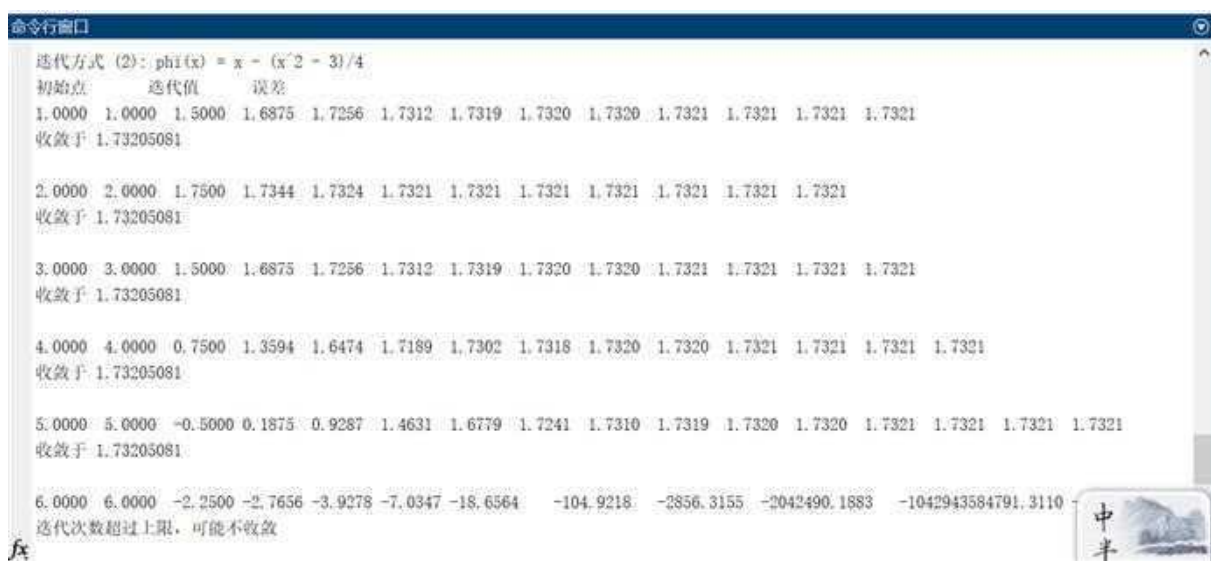 命令行窗口
迭代方式 (2): phi(x) = x - (x^2 - 3)/4
初始点 迭代值 误差
1.0000 1.0000 1.5000 1.6875 1.7256 1.7312 1.7319 1.7320 1.7320 1.7321 1.7321 1.7321 1.7321
收敛于 1.73205081
2.0000 2.0000 1.7500 1.7344 1.7324 1.7321 1.7321 1.7321 1.7321 1.7321 1.7321 1.7321
收敛于 1.73205081
3.0000 3.0000 1.5000 1.6875 1.7256 1.7312 1.7319 1.7320 1.7320 1.7321 1.7321 1.7321 1.7321
收敛于 1.73205081
4.0000 4.0000 0.7500 1.3594 1.6474 1.7189 1.7302 1.7318 1.7320 1.7320 1.7321 1.7321 1.7321 1.7321
收敛于 1.73205081
5.0000 5.0000 -0.5000 0.1875 0.9287 1.4631 1.6779 1.7241 1.7310 1.7319 1.7320 1.7320 1.7321 1.7321 1.7321 1.7321
收敛于 1.73205081
6.0000 6.0000 -2.2500 -2.7656 -3.9278 -7.0347 -18.6564 -104.9218 -2856.3155 -2042490.1883 -1042943584791.3110 -
迭代次数超过上限，可能不收敛
fx
中
半